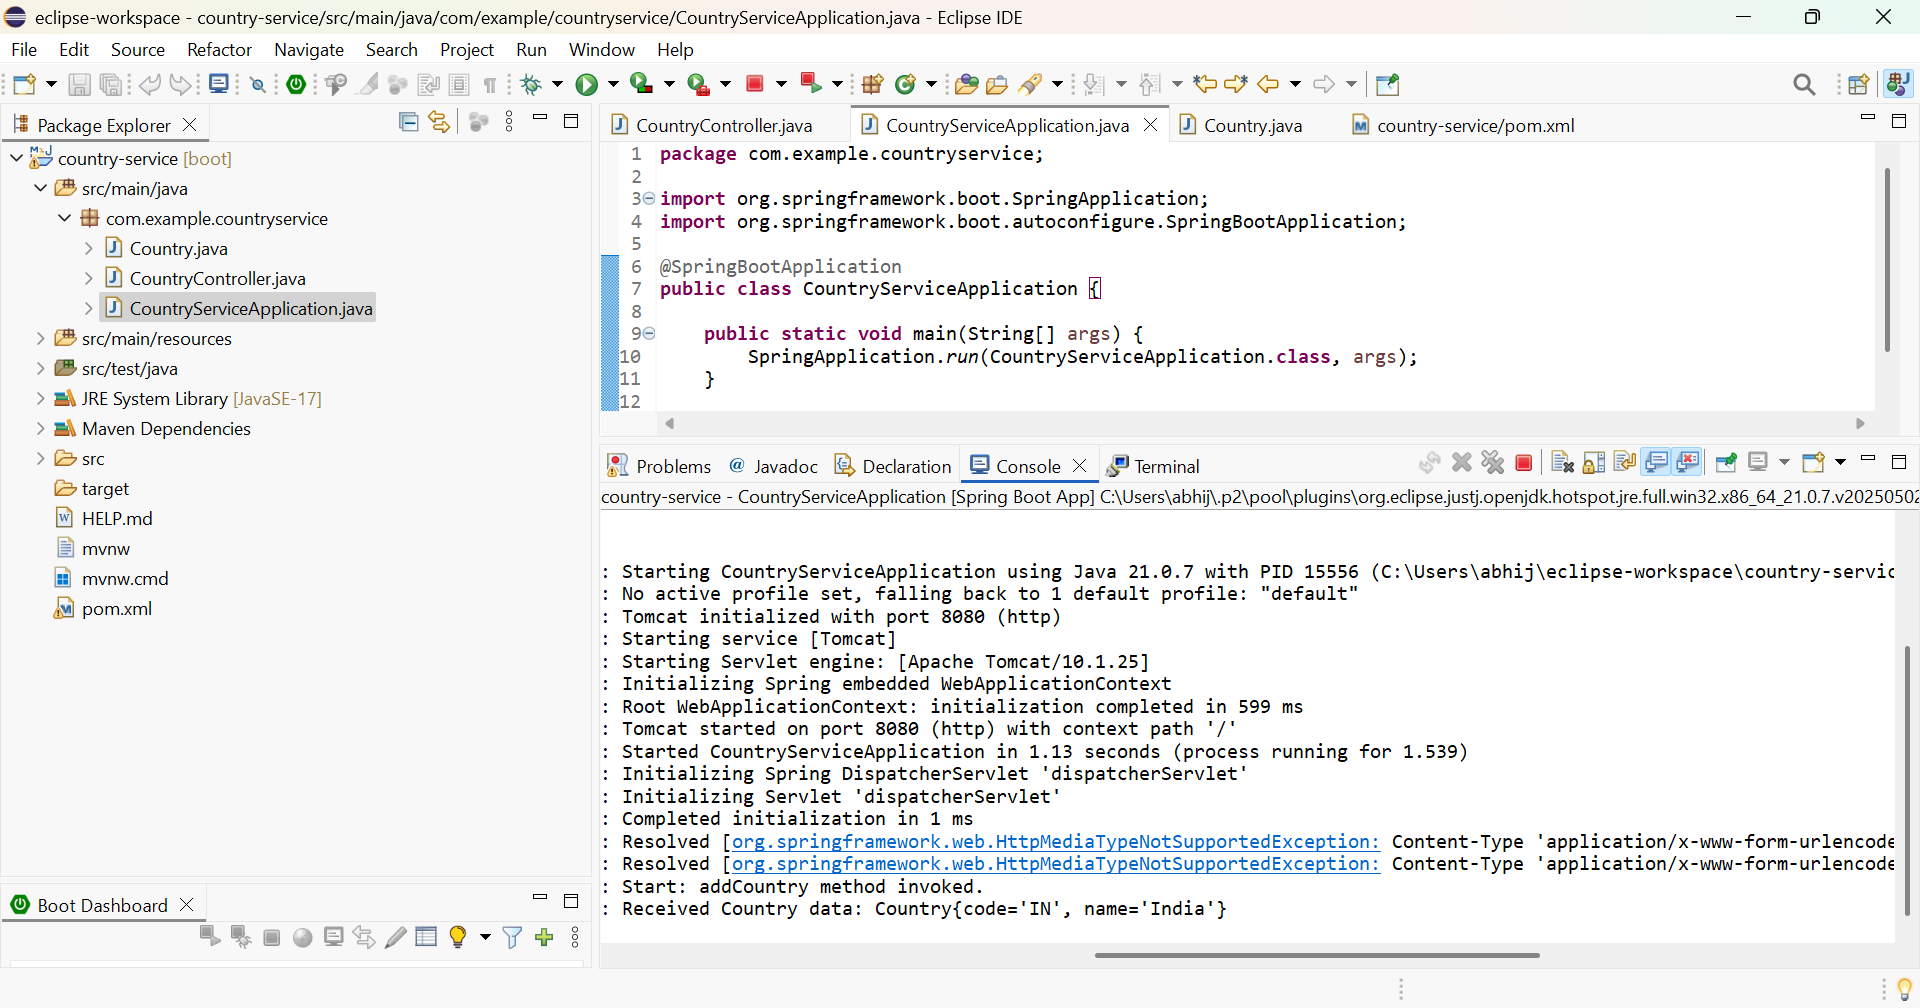 eclipse-workspace - country-service/src/main/java/com/example/countryservice/CountryServiceApplication.java - Eclipse IDE
File Edit Source Refactor Navigate Search Project Run Window Help
Package Explorer
country-service [boot]
src/main/java
com.example.countryservice
Country.java
CountryController.java
CountryServiceApplication.java
src/main/resources
src/test/java
JRE System Library [JavaSE-17]
Maven Dependencies
src
target
HELP.md
mvnw
mvnw.cmd
pom.xml
Boot Dashboard
CountryController.java CountryServiceApplication.java Country.java country-service/pom.xml
1 package com.example.countryservice;
2
3 import org.springframework.boot.SpringApplication;
4 import org.springframework.boot.autoconfigure.SpringBootApplication;
5
6 @SpringBootApplication
7 public class CountryServiceApplication {
8
9 public static void main(String[] args) {
10 SpringApplication.run(CountryServiceApplication.class, args);
11 }
12
Problems Javadoc Declaration Console Terminal
country-service - CountryServiceApplication [Spring Boot App] C:\Users\abhij\.p2\pool\plugins\org.eclipse.justj.openjdk.hotspot.jre.full.win32.x86_64_21.0.7.v20250502
: Starting CountryServiceApplication using Java 21.0.7 with PID 15556 (C:\Users\abhij\eclipse-workspace\country-servic
: No active profile set, falling back to 1 default profile: "default"
: Tomcat initialized with port 8080 (http)
: Starting service [Tomcat]
: Starting Servlet engine: [Apache Tomcat/10.1.25]
: Initializing Spring embedded WebApplicationContext
: Root WebApplicationContext: initialization completed in 599 ms
: Tomcat started on port 8080 (http) with context path '/'
: Started CountryServiceApplication in 1.13 seconds (process running for 1.539)
: Initializing Spring DispatcherServlet 'dispatcherServlet'
: Initializing Servlet 'dispatcherServlet'
: Completed initialization in 1 ms
: Resolved [org.springframework.web.HttpMediaTypeNotSupportedException: Content-Type 'application/x-www-form-urlencode
: Resolved [org.springframework.web.HttpMediaTypeNotSupportedException: Content-Type 'application/x-www-form-urlencode
: Start: addCountry method invoked.
: Received Country data: Country{code='IN', name='India'}